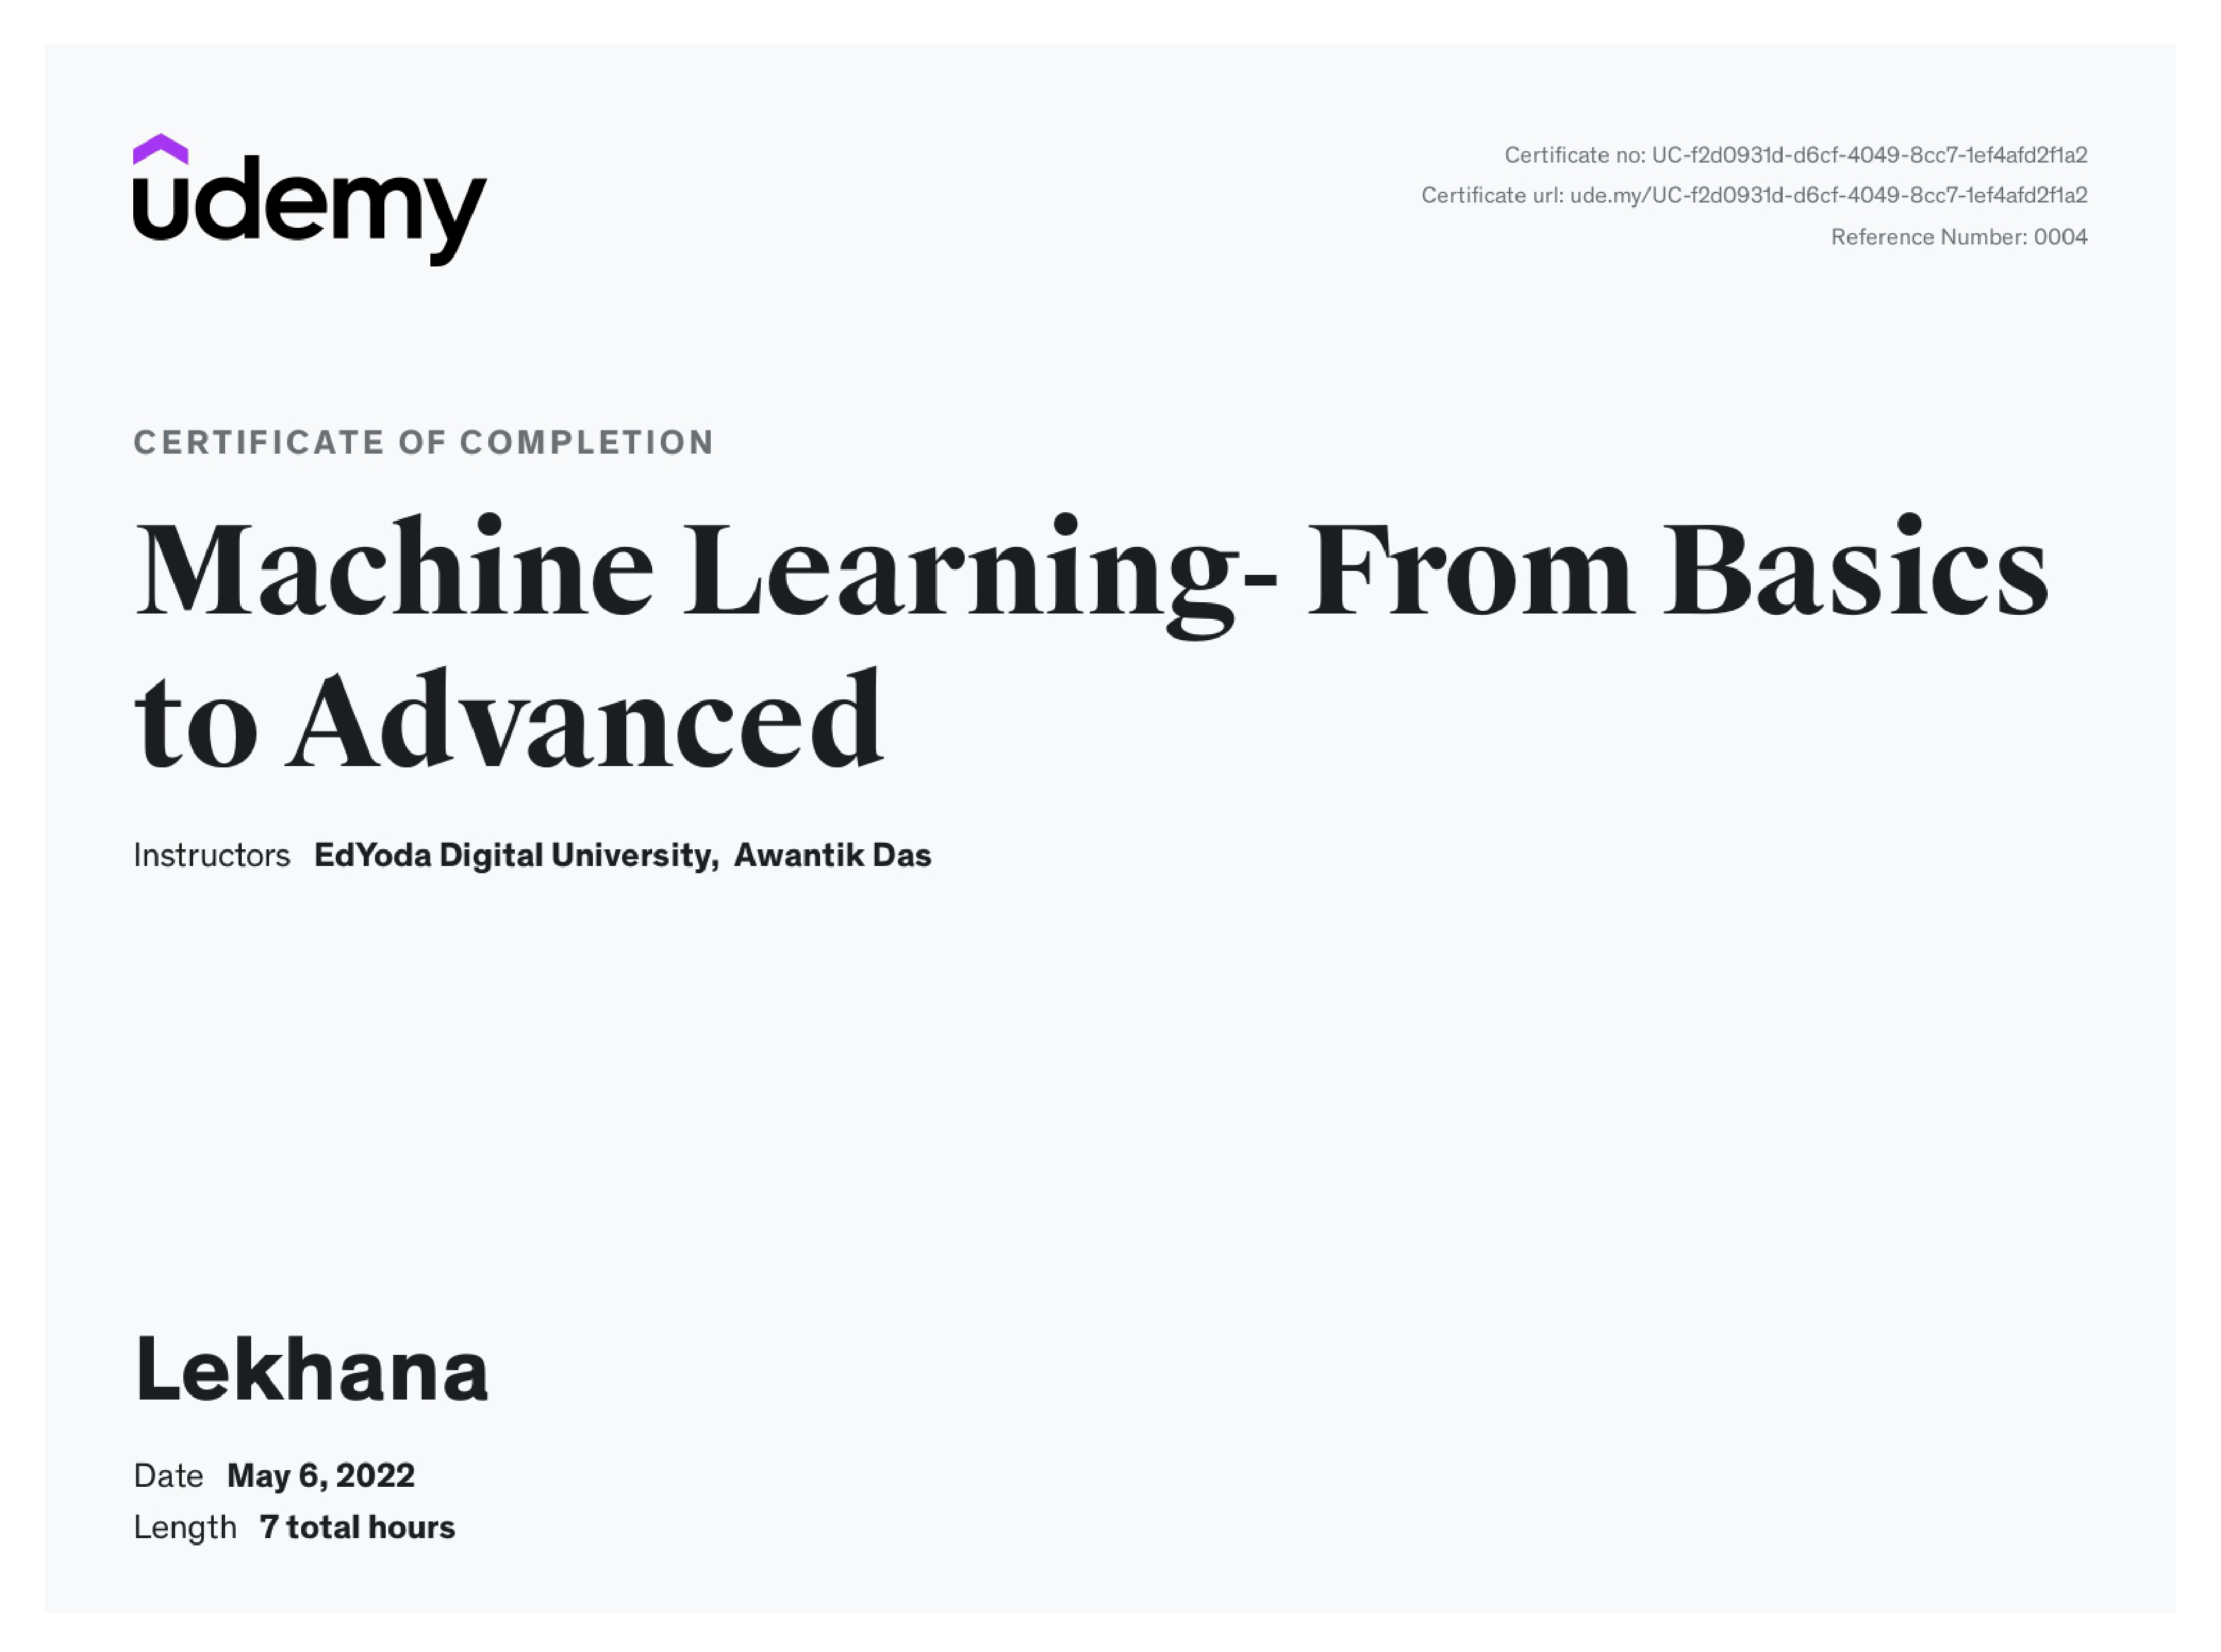 udemy
Certificate no: UC-f2d0931d-d6cf-4049-8cc7-1ef4afd2f1a2
Certificate url: ude.my/UC-f2d0931d-d6cf-4049-8cc7-1ef4afd2f1a2
Reference Number: 0004
CERTIFICATE OF COMPLETION
Machine Learning- From Basics
to Advanced
Instructors EdYoda Digital University, Awantik Das
Lekhana
Date May 6, 2022
Length 7 total hours